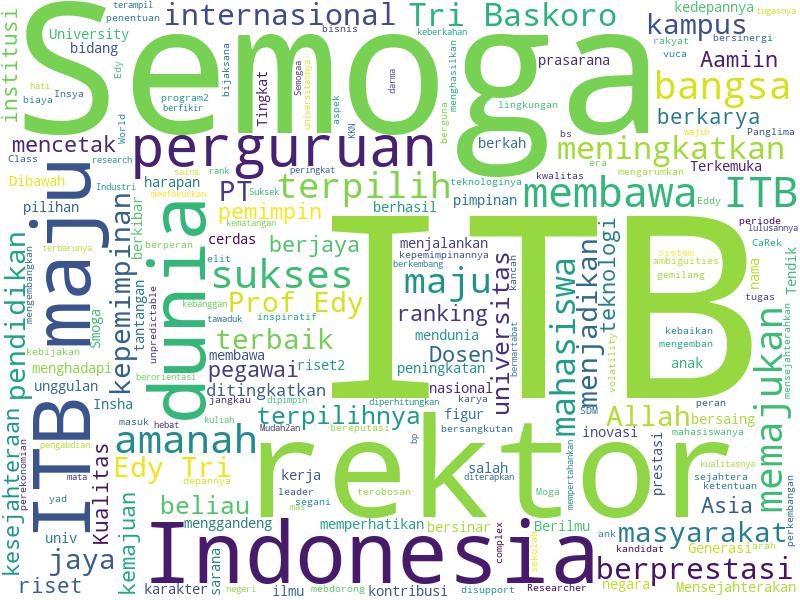 terampil
penentuan
internasional
Tri Baskoro
kedepannya
tugasnya
institusi
University
bidang
Edy
bisnis
keberkahan
kampus
bersinergi
rakyat
vuca
Semoga
bijaksana
Tingkat
Semogaa
universitasnya
aspek
KKN
darma
menghasilkan
berguna
prasarana
Aamiin
hati
biaya
Insya
program2
berfikir
World
lingkungan
bangsa
berkarya
Panglima
mencetak
Class
research
perguruan
berkah
bs
era
meningkatkan
wajib
mengarumkan
Terkemuka
Dibawah
Industri
harapan
sains
rank
memfokuskan
PT
peringkat
Suksek
kematangan
terpilih
teknologinya
kwalitas
membawa
ITB
pilihan
pemimpin
berhasil
pimpinan
Eddy
periode
lulusannya
maju
kepemimpinan
berkibar
dunia
berperan
cerdas
berjaya
ITB
menjalankan
kepemimpinannya
berkembang
kancah
bermartabat
universitas
mahasiswa
menjadikan
teknologi
sistem
ambiguities
gemilang
CaRek
nama
tugas
Tendik
pendidikan
mengembangkan
terbarunya
Smoga
tantangan
unpredictable
elit
kebanggan
sukses
Prof Edy
maju
ranking
mendunia
volatility
kebaikan
mengemban
mensejahterahkan
kebijakan
menghadapi
tawaduk
inspiratif
terbaik
Dosen
anak
unggulan
membawa
berorientasi
pegawai
riset2
peningkatan
nasional
karya
memajukan
Insha
ditingkatkan
jangkau
dipimpin
diperhitungkan
SDM
peran
ITB
masuk
hebat
kuliah
Mudah2an
terpilihnya
bereputasi
bp
figur
bersangkutan
Allah
bersaing
kesejahteraan
perekonomian
pengabdian
Kualitas
amanah
rektor
salah
diterapkan
mempertahankan
inovasi
prestasi
mahasiswanya
kualitasnya
sejahtera
ketentuan
mata
yad
Edy Tri
depannya
kerja
leader
segani
mas
terobosan
Moga
Asia
perkembangan
kemajuan
beliau
univ
menggandeng
memperhatikan
bersinar
complex
sekolah
Berilmu
ank
masyarakat
jaya
riset
karakter
sarana
negeri
Indonesia
kandidat
Generasi
arah
berprestasi
ilmu
mebdorong
kontribusi
disupport
Researcher
negara
Mensejahterakan